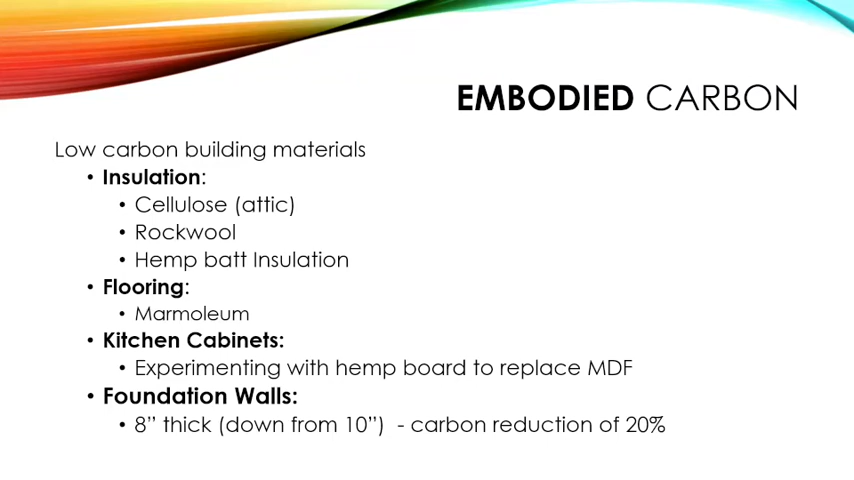 EMBODIED CARBON
Low carbon building materials
• Insulation:
• Cellulose (attic)
• Rockwool
• Hemp batt Insulation
• Flooring:
• Marmoleum
• Kitchen Cabinets:
• Experimenting with hemp board to replace MDF
• Foundation Walls:
• 8” thick (down from 10”)  - carbon reduction of 20%